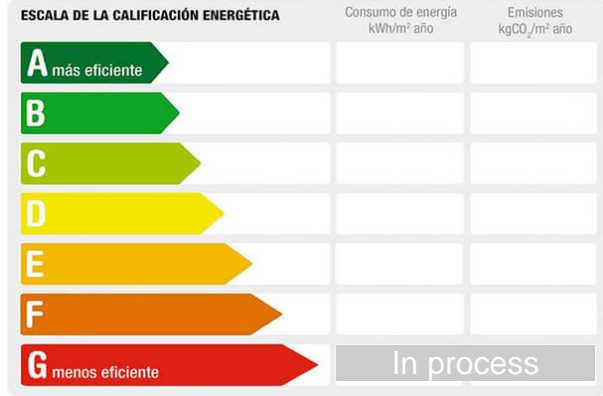 ESCALA DE LA CALIFICACIÓN ENERGÉTICA
Consumo de energía
kWh/m² año
Emisiones
kgCO₂/m² año
A más eficiente
B
C
D
E
F
G menos eficiente
In process